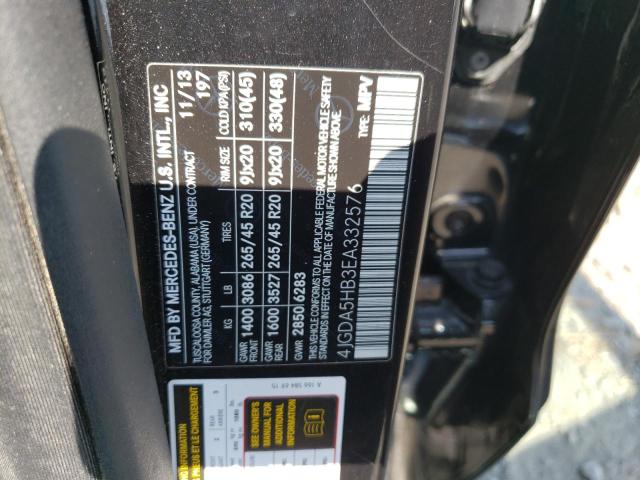 MFD BY MERCEDES-BENZ U.S. INTL., INC
TUSCALOOSA COUNTY, ALABAMA (USA), UNDER CONTRACT 11/13
FOR DAIMLER AG, STUTTGART (GERMANY) 197
KG LB TIRES RIM SIZE COLD KPA (PSI)
GAWR FRONT 1400 3086 265/45 R20 9Jx20 310(45)
GAWR REAR 1600 3527 265/45 R20 9Jx20 330(48)
GVWR 2850 6283
THIS VEHICLE CONFORMS TO ALL APPLICABLE FEDERAL MOTOR VEHICLE SAFETY
STANDARDS IN EFFECT ON THE DATE OF MANUFACTURE SHOWN ABOVE.
4JGDA5HB3EA332576 TYPE: MPV
A 166 584 69 15
SEE OWNER'S
MANUAL FOR
ADDITIONAL
INFORMATION
REAR
ARRIÈRE